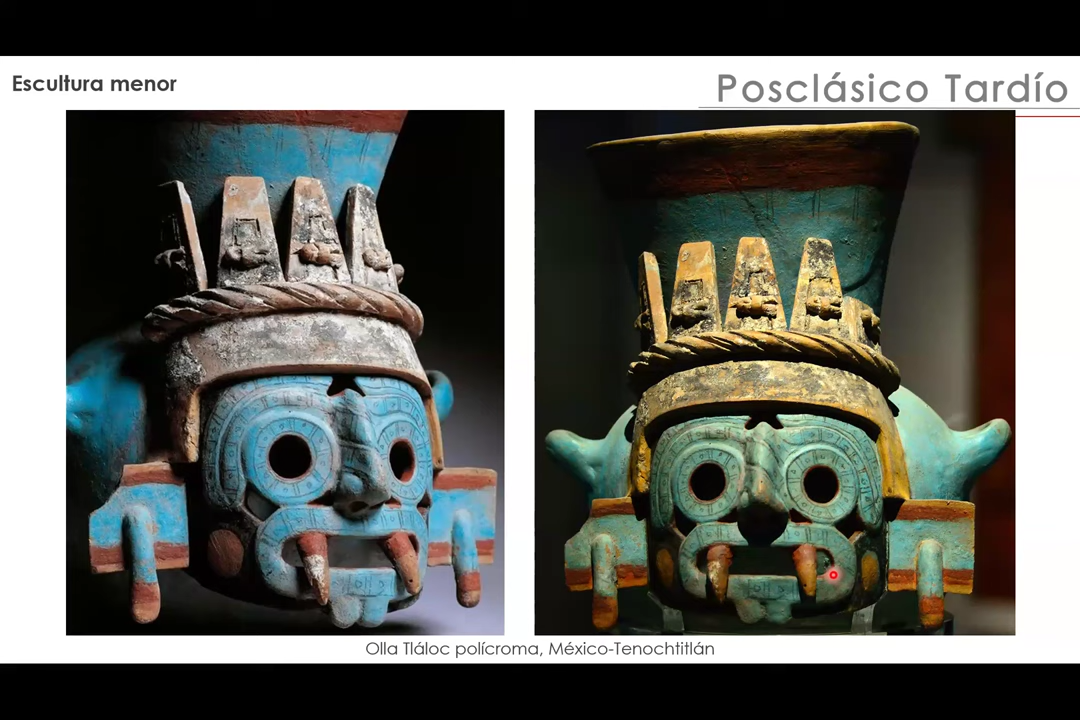 Escultura menor
Posclásico Tardío
Olla Tláloc polícroma, México-Tenochtitlán